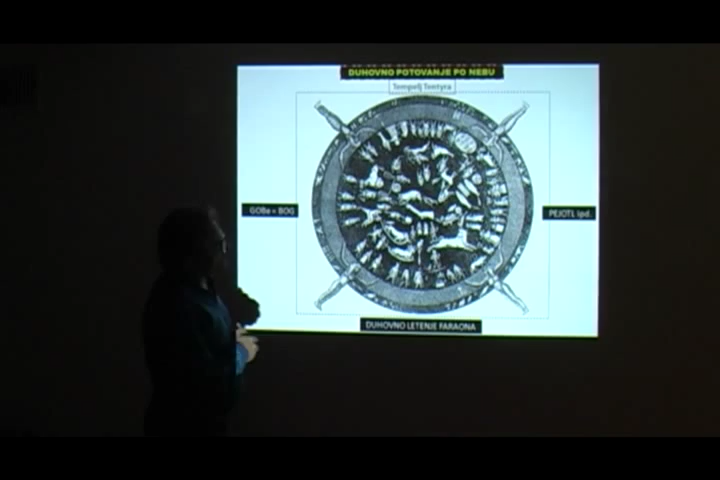 DUHOVNO POTOVANJE PO NEBU
Tempelj Tentyra
GOBe = BOG
PEJOTL ipd.
DUHOVNO LETENJE FARAONA